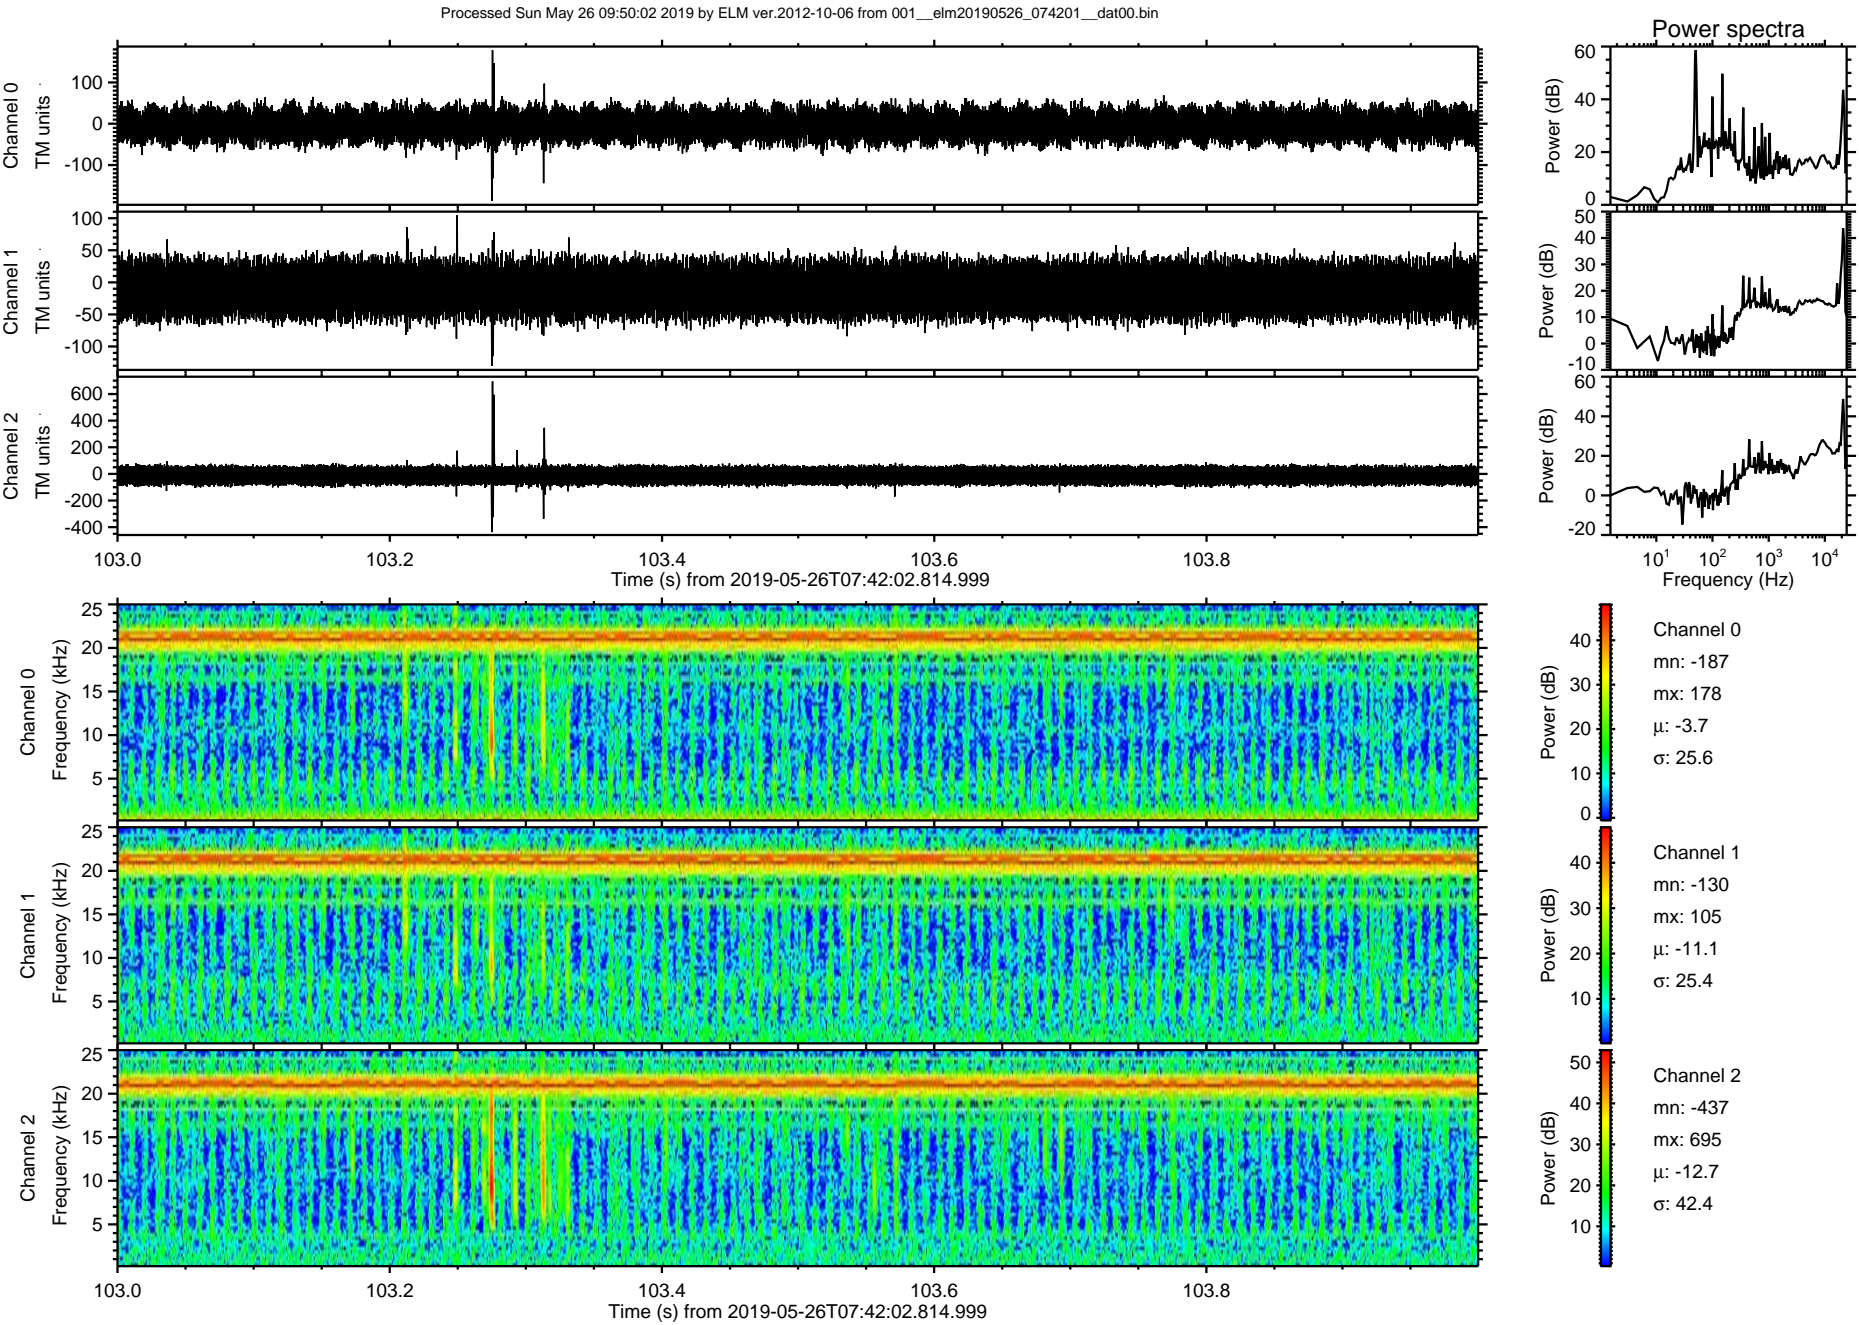 Processed Sun May 26 09:50:02 2019 by ELM ver.2012-10-06 from 001__elm20190526_074201__dat00.bin
Power spectra
Channel 0
TM units
100
0
-100
Power (dB)
60
40
20
0
Channel 1
TM units
100
50
0
-50
-100
Power (dB)
50
40
30
20
10
0
-10
Channel 2
TM units
600
400
200
0
-200
-400
Power (dB)
60
40
20
0
-20
103.0 103.2 103.4 103.6 103.8
Time (s) from 2019-05-26T07:42:02.814.999
10¹ 10² 10³ 10⁴
Frequency (Hz)
Channel 0
Frequency (kHz)
25
20
15
10
5
Power (dB)
40
30
20
10
0
Channel 0
mn: -187
mx: 178
μ: -3.7
σ: 25.6
Channel 1
Frequency (kHz)
25
20
15
10
5
Power (dB)
40
30
20
10
Channel 1
mn: -130
mx: 105
μ: -11.1
σ: 25.4
Channel 2
Frequency (kHz)
25
20
15
10
5
Power (dB)
50
40
30
20
10
Channel 2
mn: -437
mx: 695
μ: -12.7
σ: 42.4
103.0 103.2 103.4 103.6 103.8
Time (s) from 2019-05-26T07:42:02.814.999